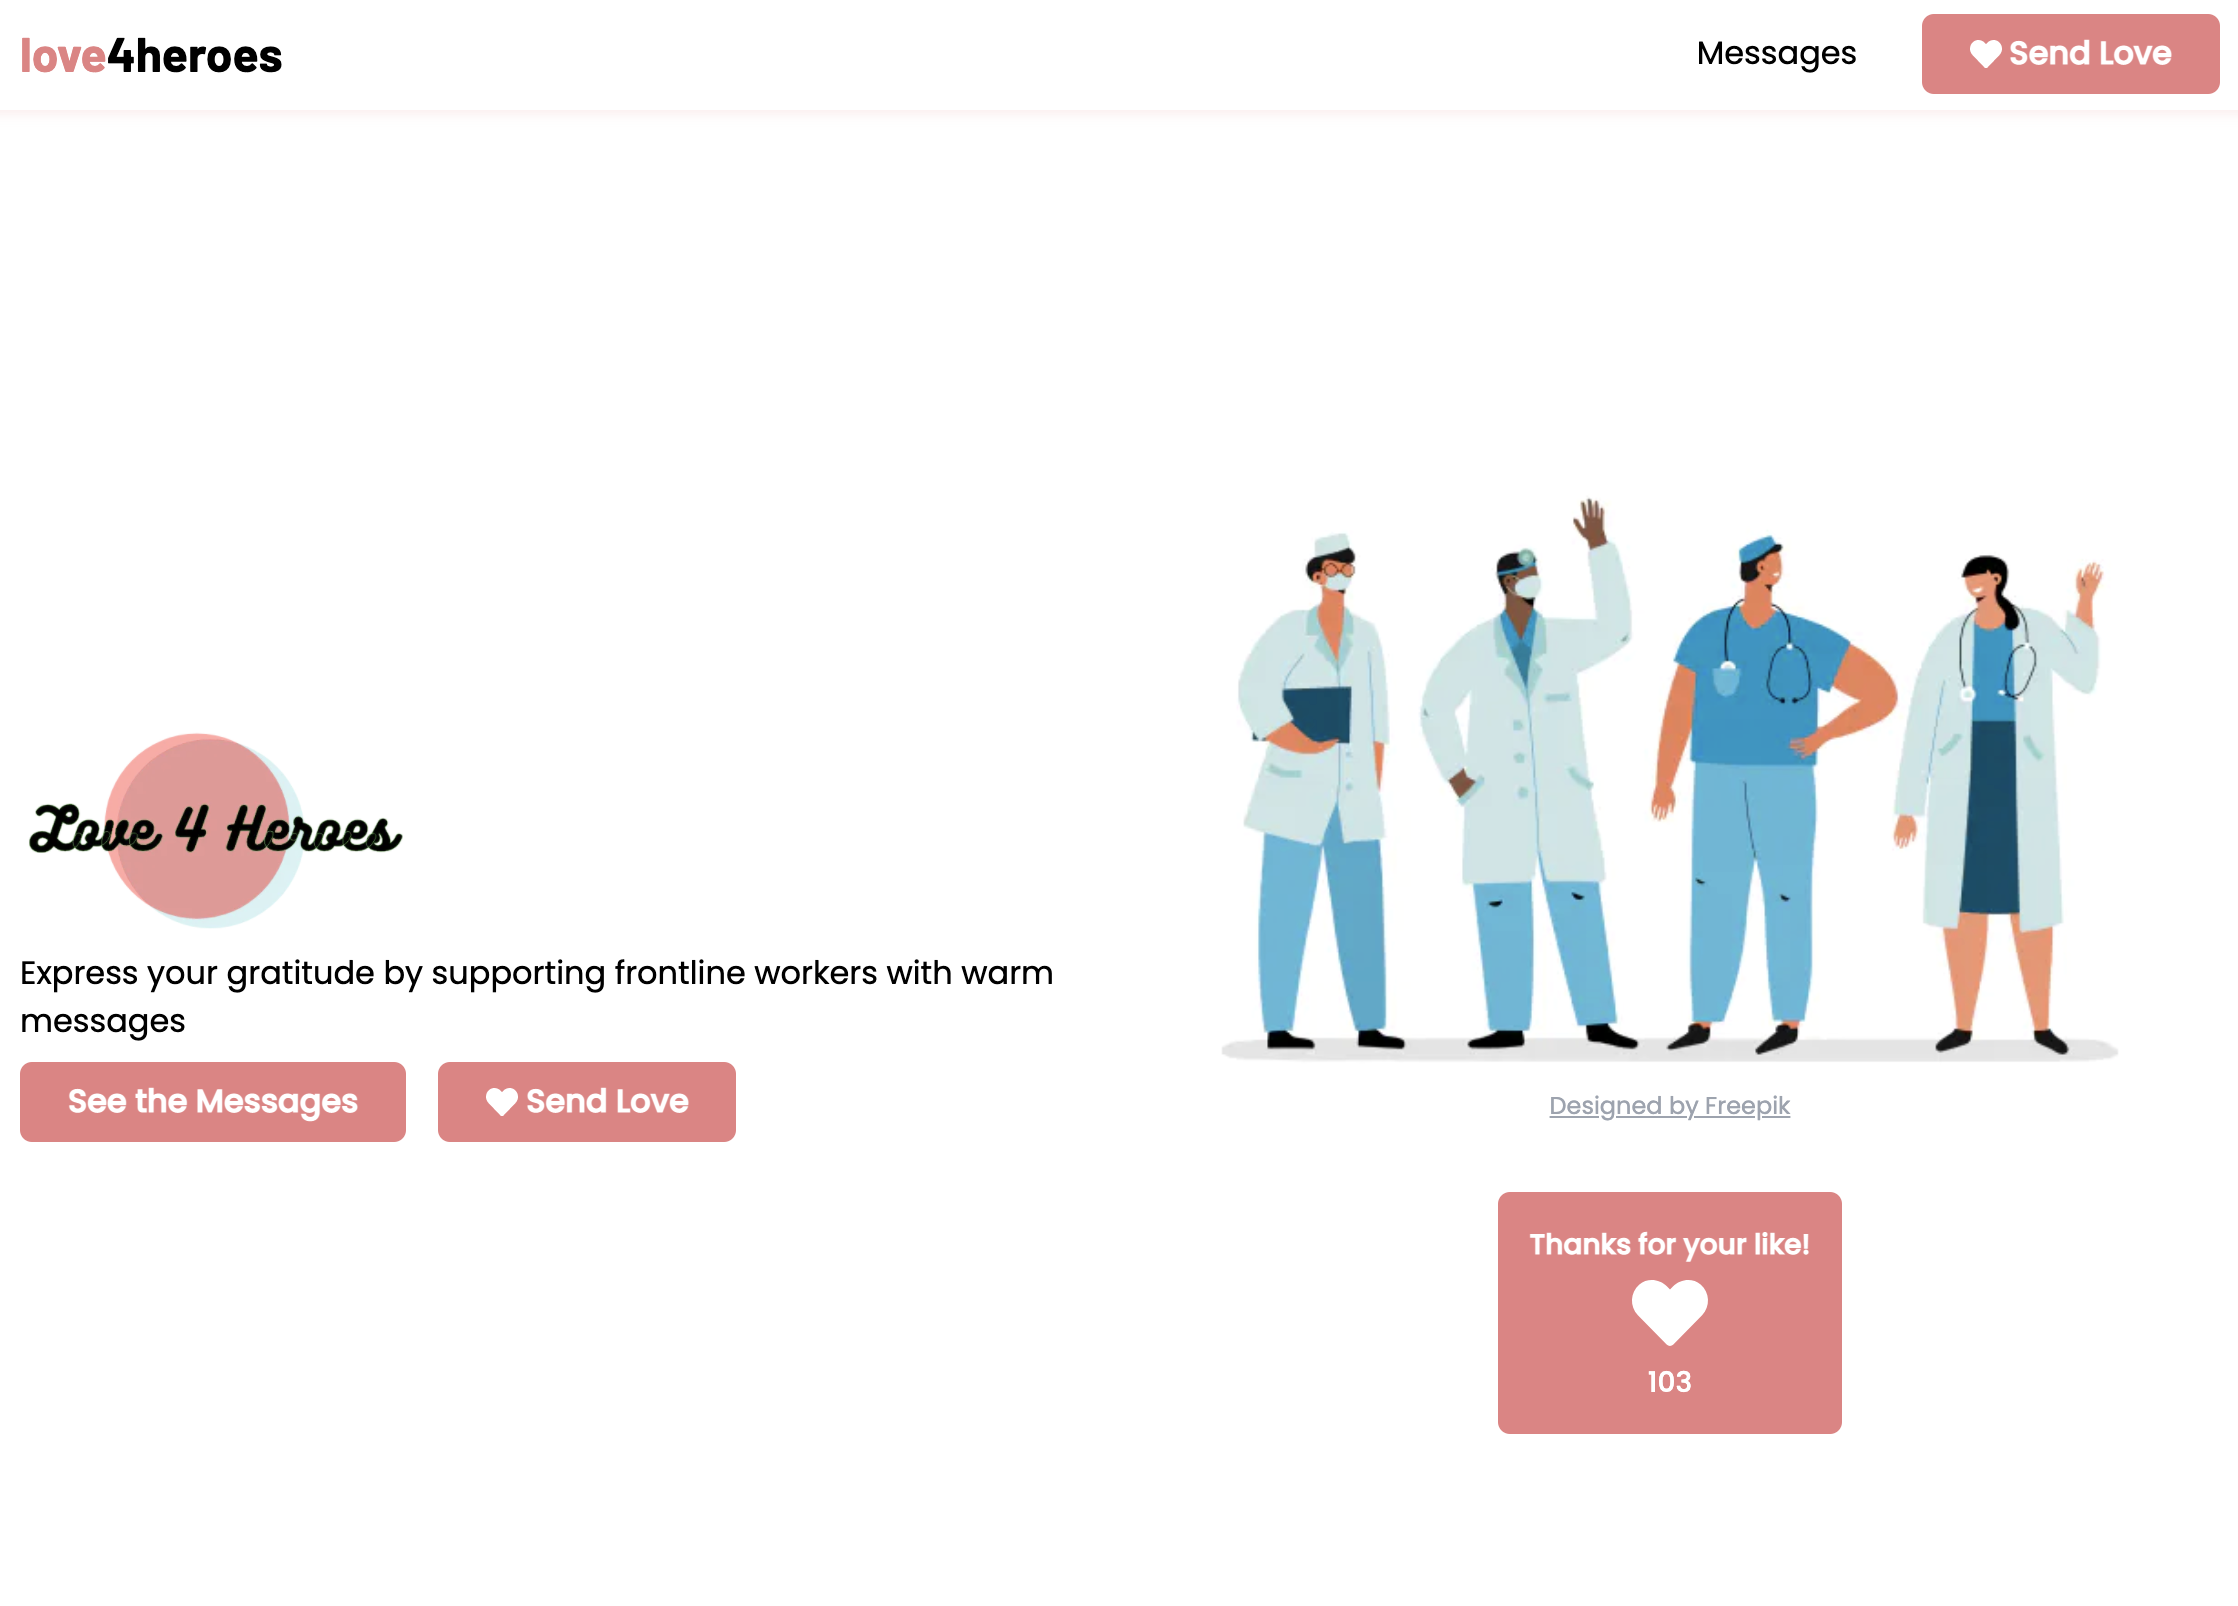 love4heroes
Messages
Send Love
Love 4 Heroes
Express your gratitude by supporting frontline workers with warm
messages
See the Messages
Send Love
Designed by Freepik
Thanks for your like!
103